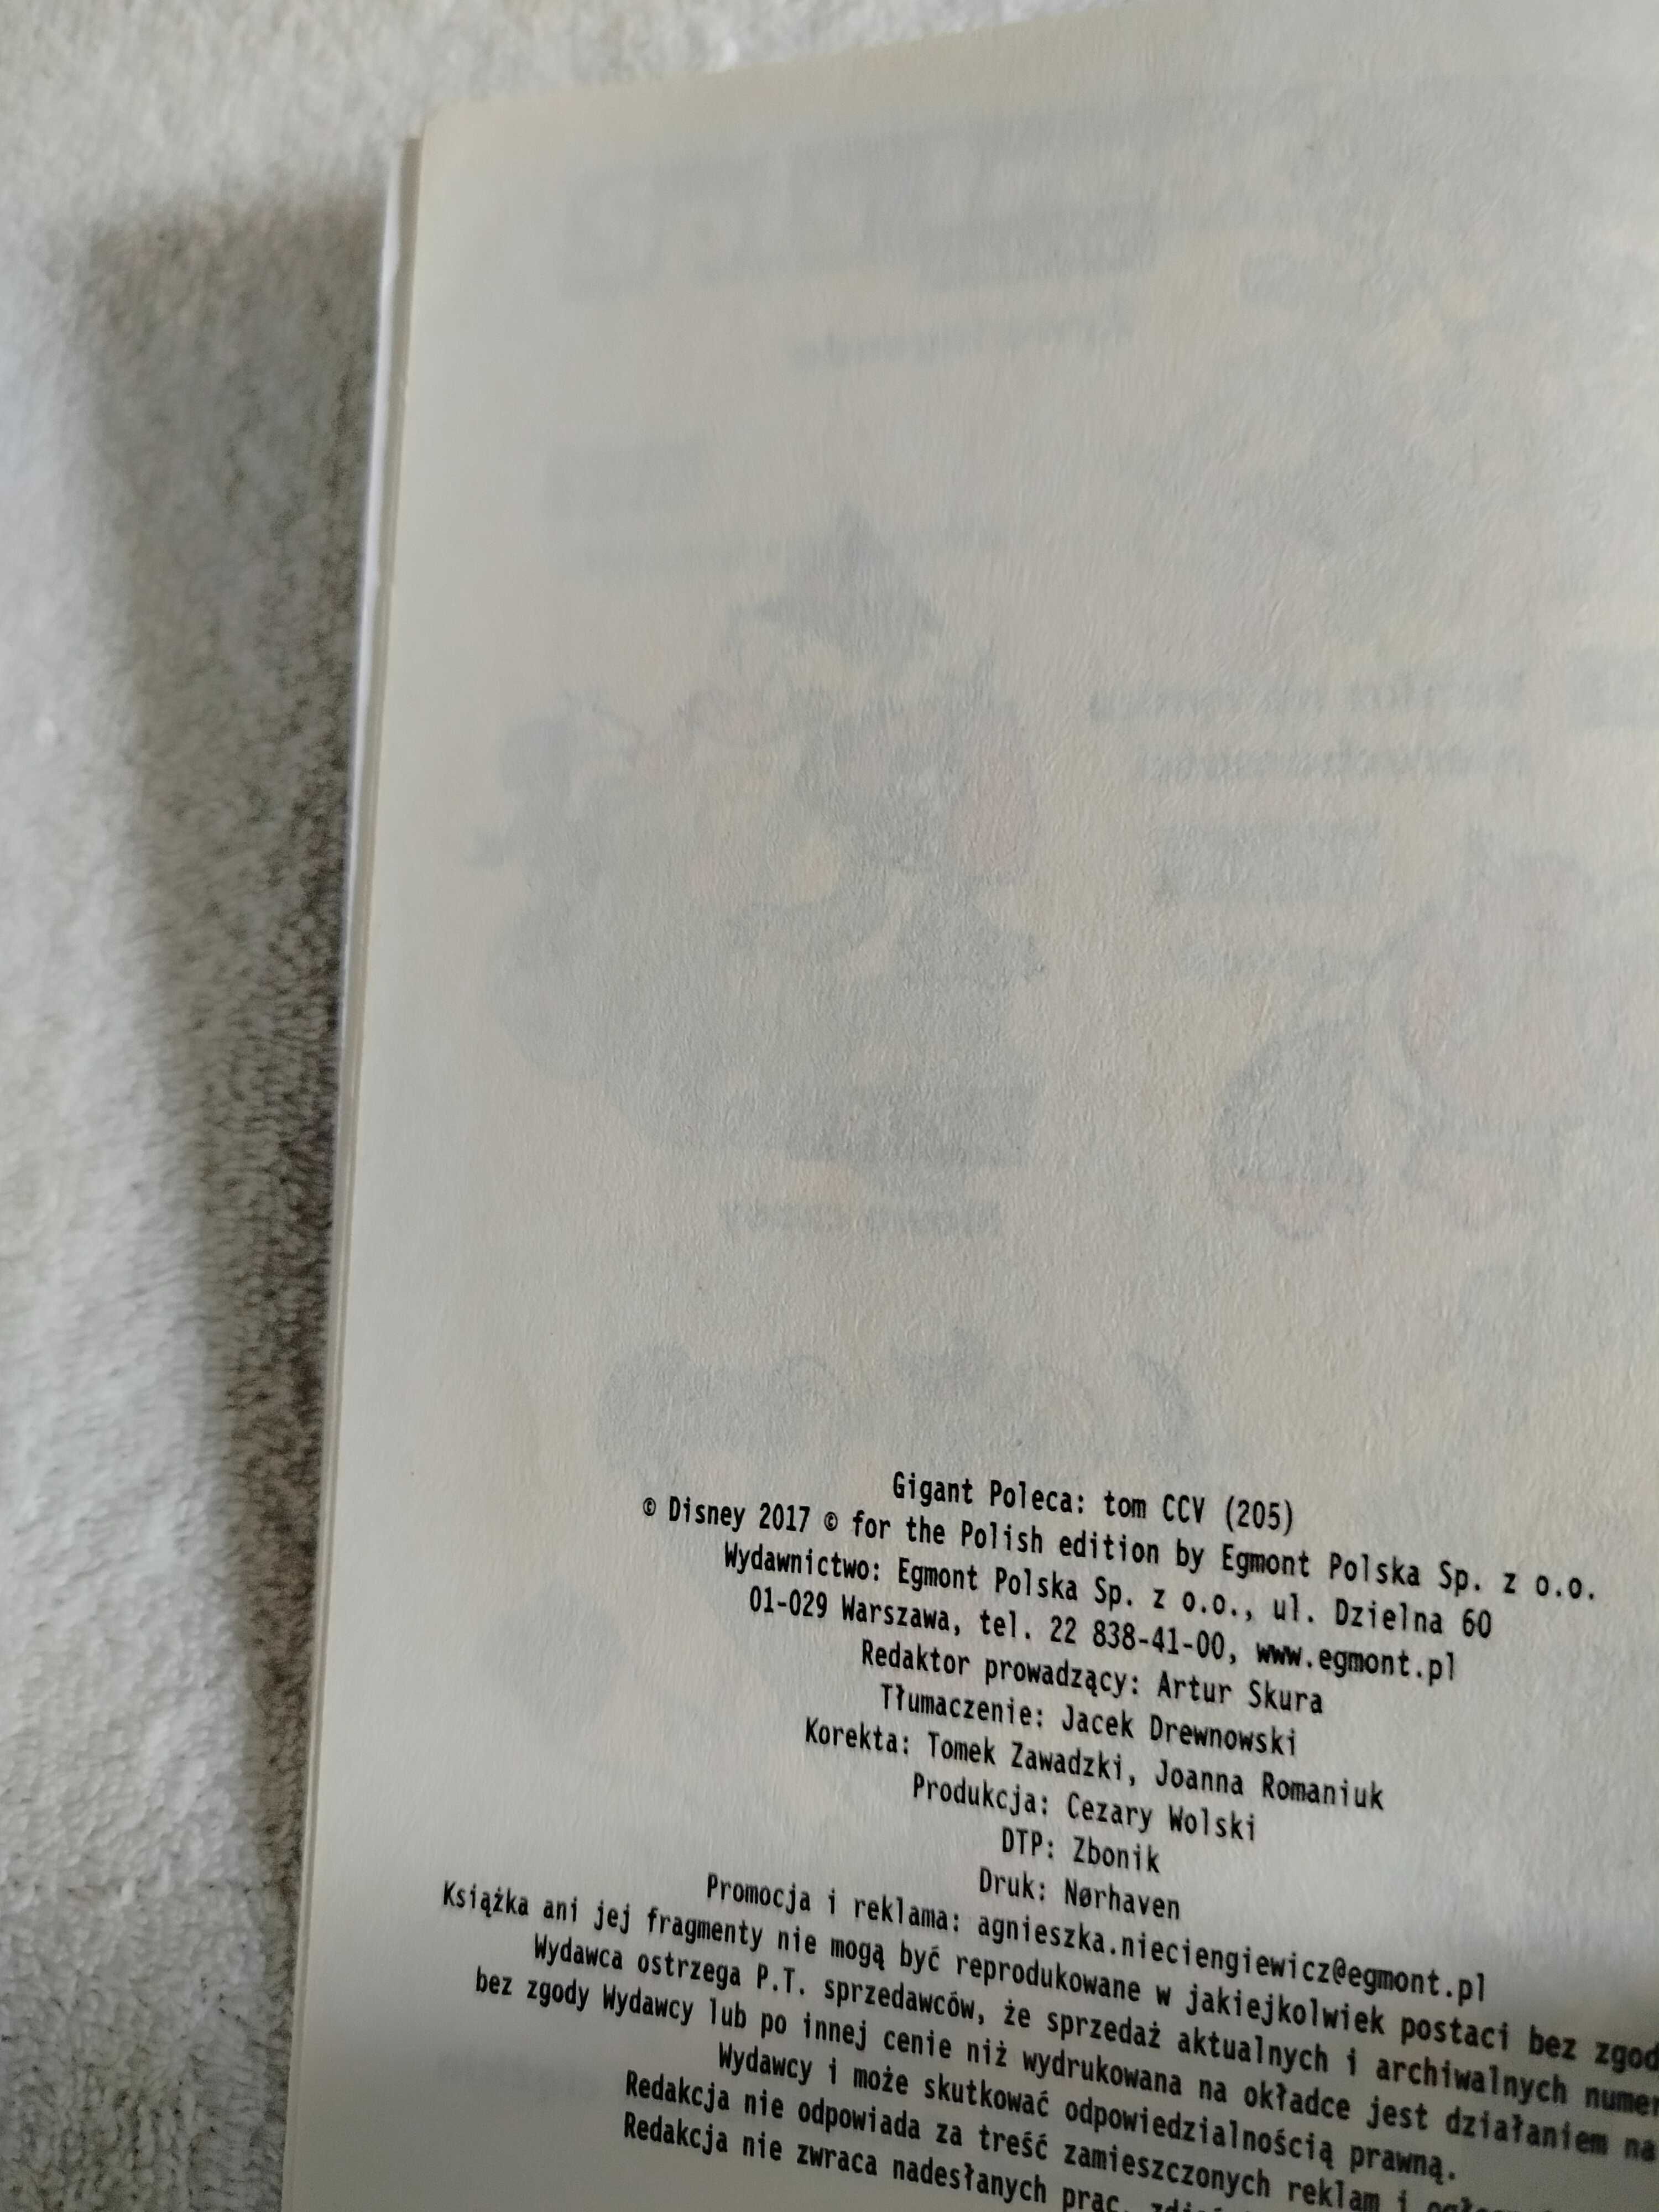 Gigant Poleca: tom CCV (205)
© Disney 2017 © for the Polish edition by Egmont Polska Sp. z o.o.
Wydawnictwo: Egmont Polska Sp. z o.o., ul. Dzielna 60
01-029 Warszawa, tel. 22 838-41-00, www.egmont.pl
Redaktor prowadzący: Artur Skura
Tłumaczenie: Jacek Drewnowski
Korekta: Tomek Zawadzki, Joanna Romaniuk
Produkcja: Cezary Wolski
DTP: Zbonik
Druk: Nørhaven
Promocja i reklama: agnieszka.nieciengiewicz@egmont.pl
Książka ani jej fragmenty nie mogą być reprodukowane w jakiejkolwiek postaci bez zgod
Wydawca ostrzega P.T. sprzedawców, że sprzedaż aktualnych i archiwalnych numer
bez zgody Wydawcy lub po innej cenie niż wydrukowana na okładce jest działaniem na
Wydawcy i może skutkować odpowiedzialnością prawną.
Redakcja nie odpowiada za treść zamieszczonych reklam i
Redakcja nie zwraca nadesłanych prac,